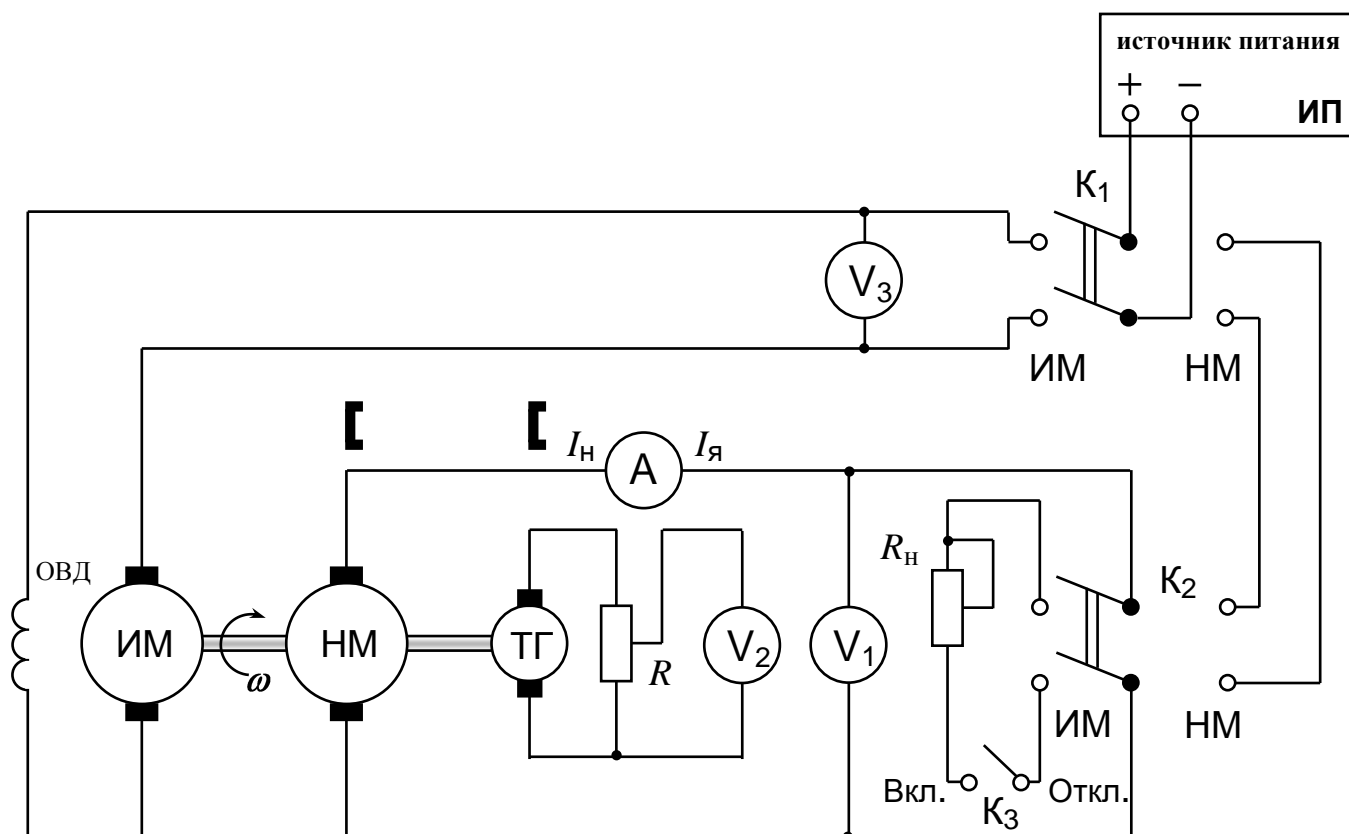 источник питания
+ −
ИП
К₁
V₃
ИМ НМ
Iн A Iя
ОВД
Rн
К₂
ИМ ω НМ ТГ R V₂ V₁
ИМ НМ
Вкл. К₃ Откл.